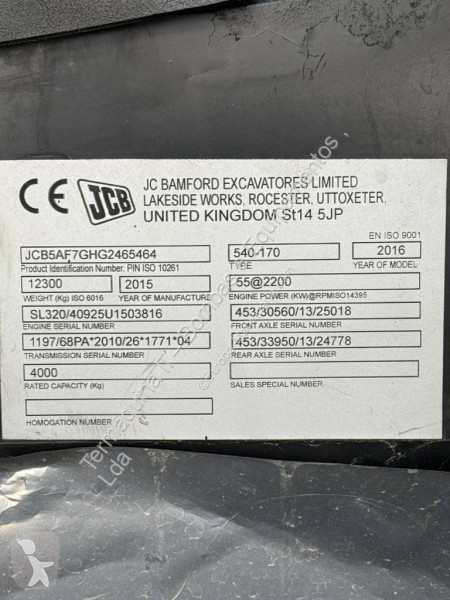 CE JCB
JC BAMFORD EXCAVATORES LIMITED
LAKESIDE WORKS, ROCESTER, UTTOXETER,
UNITED KINGDOM St14 5JP
EN ISO 9001
JCB5AF7GHG2465464 540-170 2016
Product Identification Number. PIN ISO 10261 TYPE YEAR OF MODEL
12300 2015 55@2200
WEIGHT (Kg) ISO 6016 YEAR OF MANUFACTURE ENGINE POWER (KW)@RPMISO14395
SL320/40925U1503816 453/30560/13/25018
ENGINE SERIAL NUMBER FRONT AXLE SERIAL NUMBER
1197/68PA*2010/26*1771*04 453/33950/13/24778
TRANSMISSION SERIAL NUMBER REAR AXLE SERIAL NUMBER
4000
RATED CAPACITY (Kg) SALES SPECIAL NUMBER
HOMOGATION NUMBER
Termaquina T - Bombas Equipamentos,
Lda